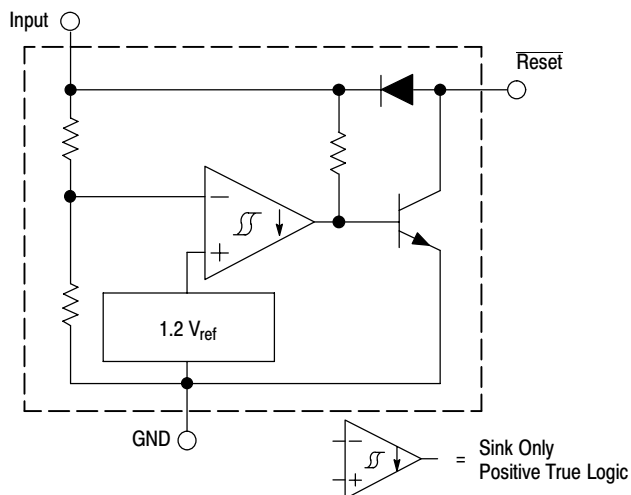 Input
Reset
−
+
1.2 Vref
GND
−
+
= Sink Only
Positive True Logic